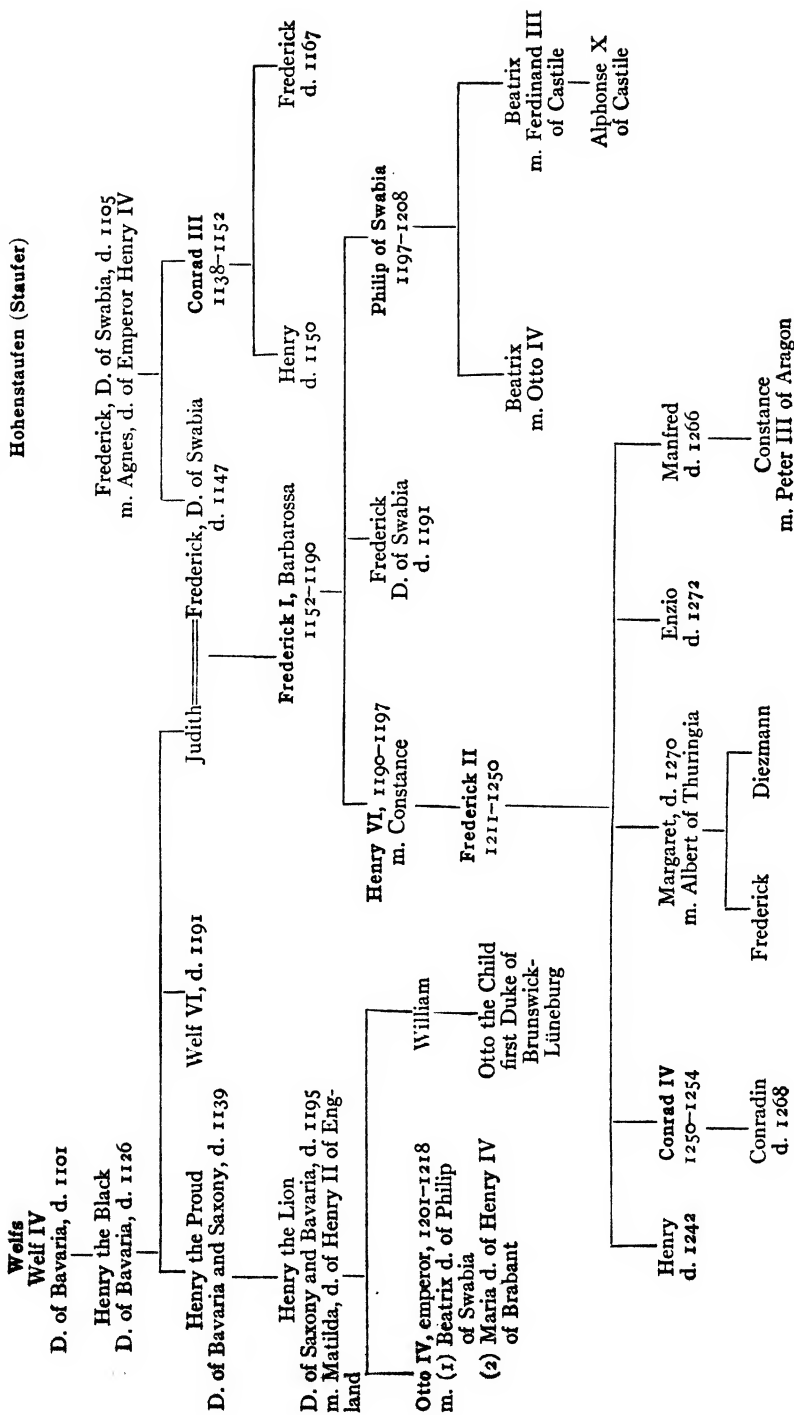 Hohenstaufen (Staufer)
Welfs
Welf IV
D. of Bavaria, d. 1101
Henry the Black
D. of Bavaria, d. 1126
Frederick, D. of Swabia, d. 1105
m. Agnes, d. of Emperor Henry IV
Henry the Proud
D. of Bavaria and Saxony, d. 1139
Welf VI, d. 1191
Judith
Frederick, D. of Swabia
d. 1147
Conrad III
1138–1152
Henry the Lion
D. of Saxony and Bavaria, d. 1195
m. Matilda, d. of Henry II of Eng-
land
Frederick I, Barbarossa
1152–1190
Henry
d. 1150
Frederick
d. 1167
Otto IV, emperor, 1201–1218
m. (1) Beatrix d. of Philip
of Swabia
(2) Maria d. of Henry IV
of Brabant
William
Otto the Child
first Duke of
Brunswick-
Lüneburg
Henry VI, 1190–1197
m. Constance
Frederick
D. of Swabia
d. 1191
Philip of Swabia
1197–1208
Frederick II
1211–1250
Beatrix
m. Otto IV
Beatrix
m. Ferdinand III
of Castile
Alphonse X
of Castile
Henry
d. 1242
Conrad IV
1250–1254
Conradin
d. 1268
Margaret, d. 1270
m. Albert of Thuringia
Frederick
Diezmann
Enzio
d. 1272
Manfred
d. 1266
Constance
m. Peter III of Aragon